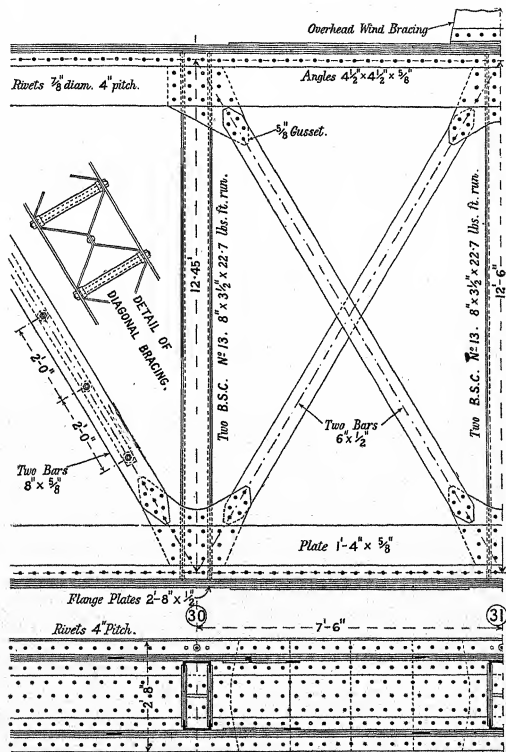 Overhead Wind Bracing
Rivets 7/8" diam. 4" pitch.
Angles 4½" × 4½" × 5/8"
5/8" Gusset.
DETAIL OF
DIAGONAL BRACING.
12·45'
Two B.S.C. Nº 13. 8" × 3½" × 22·7 lbs. ft. run.
Two B.S.C. Nº 13. 8" × 3½" × 22·7 lbs. ft. run.
12'-6"
2'-0"
2'-0"
Two Bars
8" × 5/8"
Two Bars
6" × ½"
Plate 1'-4" × 5/8"
Flange Plates 2'-8" × ½"
30
31
7'-6"
Rivets 4" Pitch.
2'-8"